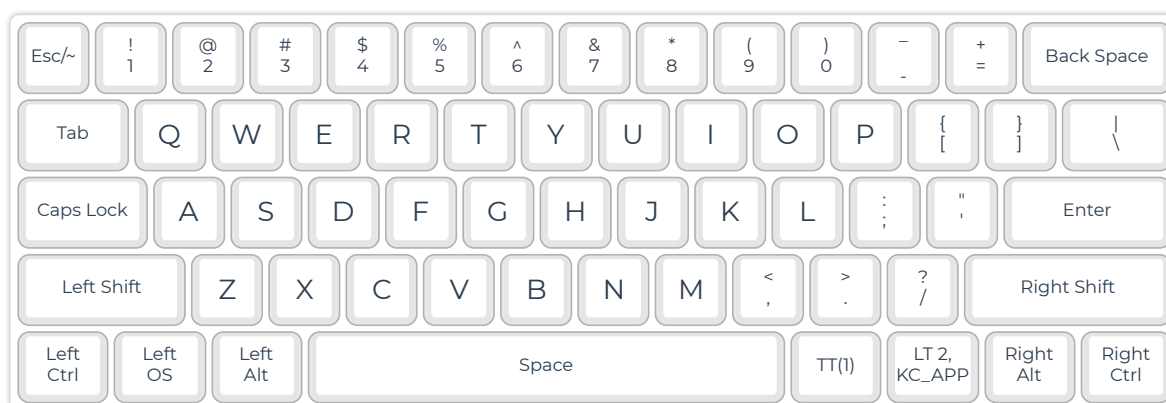 Esc/~ ! 1 @ 2 # 3 $ 4 % 5 ^ 6 & 7 * 8 ( 9 ) 0 _ - + = Back Space
Tab Q W E R T Y U I O P { [ } ] | \
Caps Lock A S D F G H J K L : ; " ' Enter
Left Shift Z X C V B N M < , > . ? / Right Shift
Left Ctrl Left OS Left Alt Space TT(1) LT 2, KC_APP Right Alt Right Ctrl